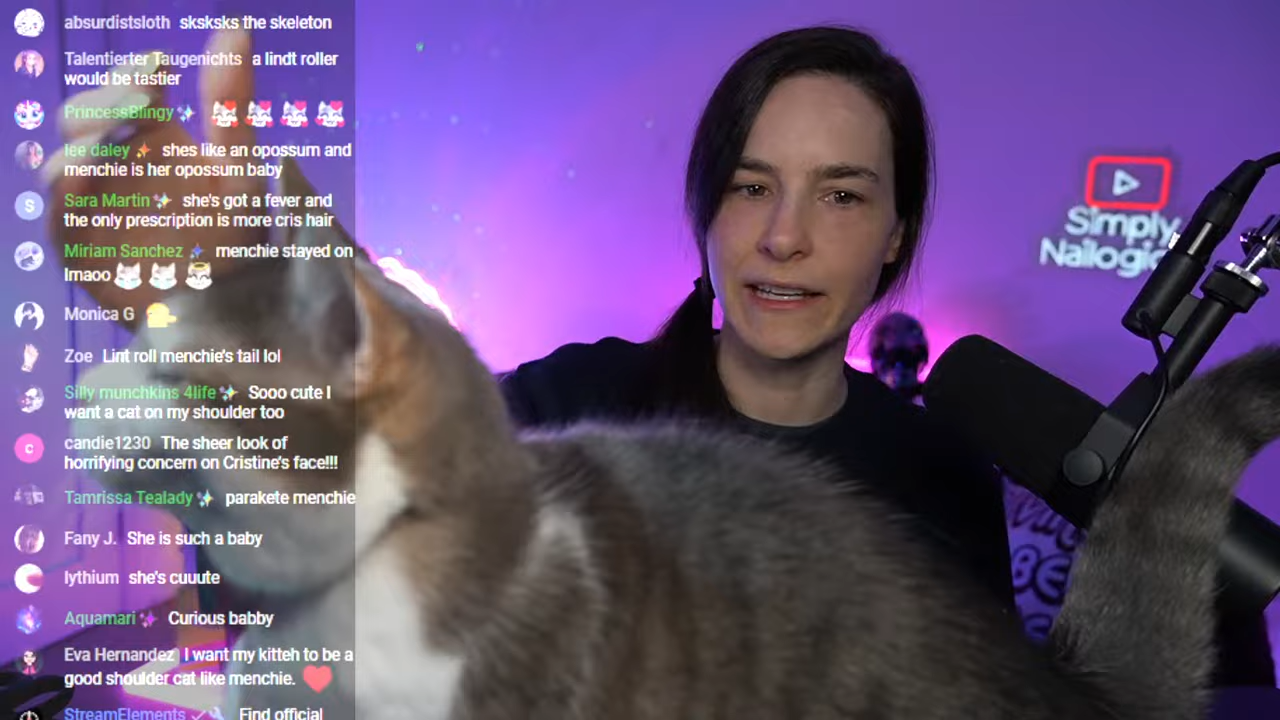 absurdistsloth sksksks the skeleton
Talentierter Taugenichts a lindt roller
would be tastier
PrincessBlingy
lee daley shes like an opossum and
menchie is her opossum baby
Sara Martin she's got a fever and
the only prescription is more cris hair
Miriam Sanchez menchie stayed on
lmaoo
Monica G
Zoe Lint roll menchie's tail lol
Silly munchkins 4life Sooo cute I
want a cat on my shoulder too
candie1230 The sheer look of
horrifying concern on Cristine's face!!!
Tamrissa Tealady parakete menchie
Fany J. She is such a baby
lythium she's cuuute
Aquamari Curious babby
Eva Hernandez I want my kitteh to be a
good shoulder cat like menchie.
StreamElements Find official
Simply
Nailogic
BE